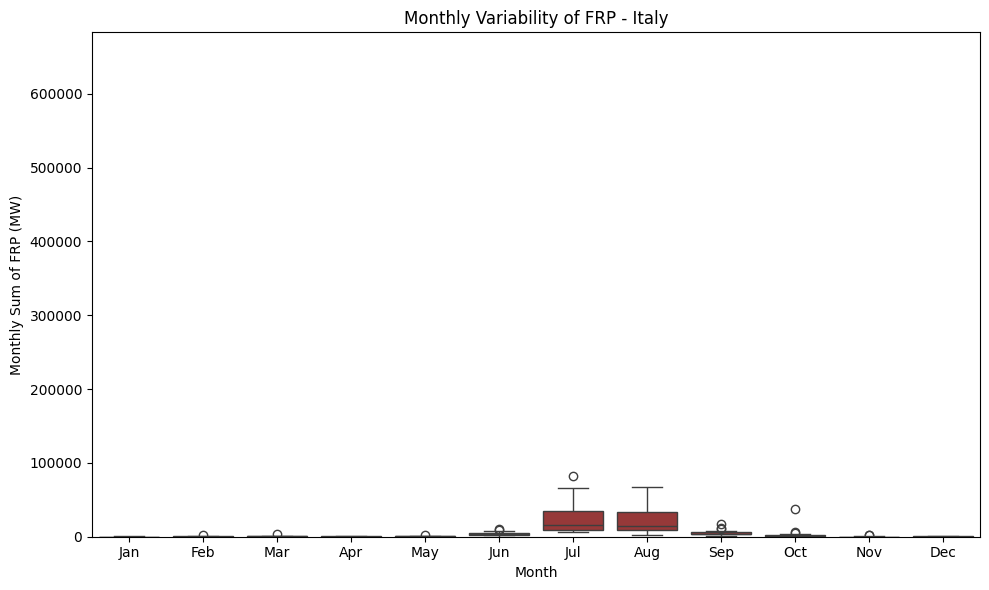 Monthly Variability of FRP - Italy
Monthly Sum of FRP (MW)
600000
500000
400000
300000
200000
100000
0
Jan Feb Mar Apr May Jun Jul Aug Sep Oct Nov Dec
Month